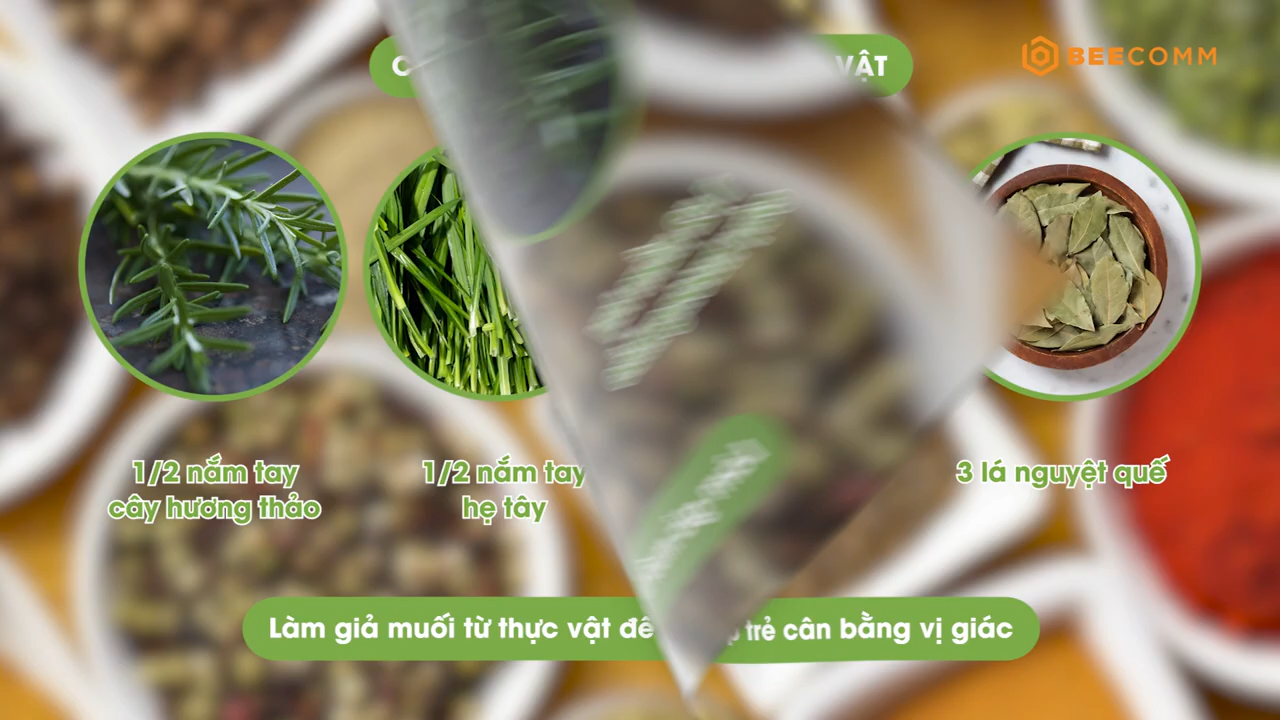 VẬT
BEECOMM
1/2 nắm tay
cây hương thảo
1/2 nắm tay
hẹ tây
3 lá nguyệt quế
Làm giả muối từ thực vật để trẻ cân bằng vị giác